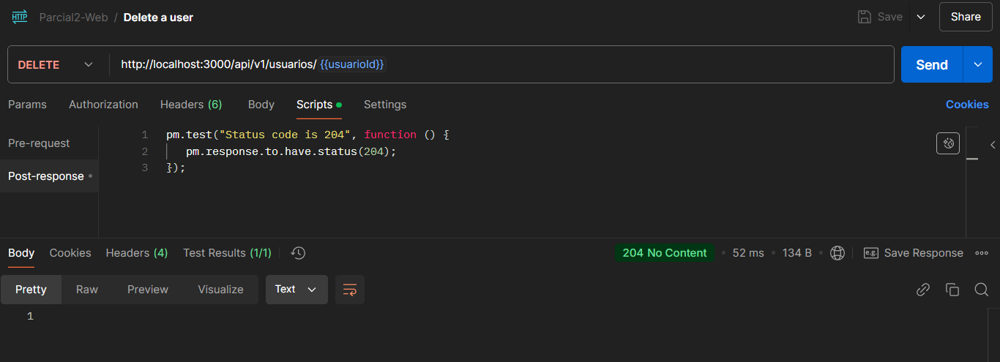 HTTP Parcial2-Web / Delete a user Save Share
DELETE http://localhost:3000/api/v1/usuarios/ {{usuarioId}} Send
Params Authorization Headers (6) Body Scripts Settings Cookies
Pre-request
Post-response
1 pm.test("Status code is 204", function () {
2 pm.response.to.have.status(204);
3 });
Body Cookies Headers (4) Test Results (1/1) 204 No Content 52 ms 134 B e.g. Save Response
Pretty Raw Preview Visualize Text
1